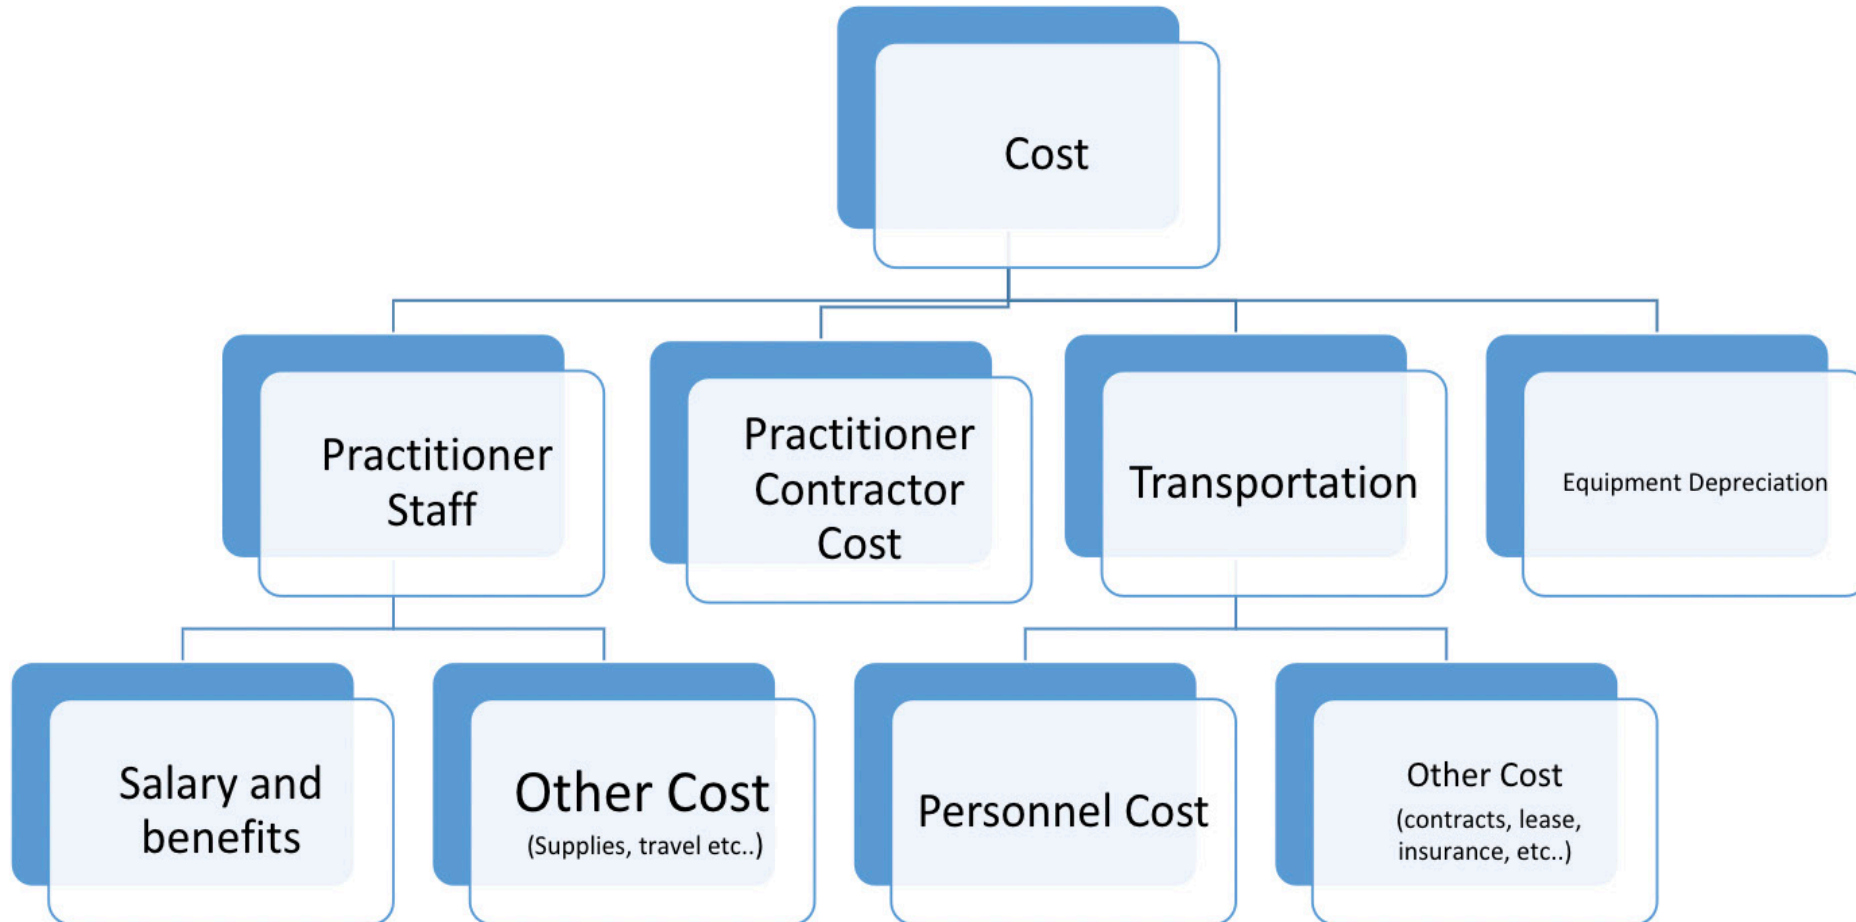 Cost
Practitioner
Staff
Practitioner
Contractor
Cost
Transportation
Equipment Depreciation
Salary and
benefits
Other Cost
(Supplies, travel etc..)
Personnel Cost
Other Cost
(contracts, lease,
insurance, etc..)